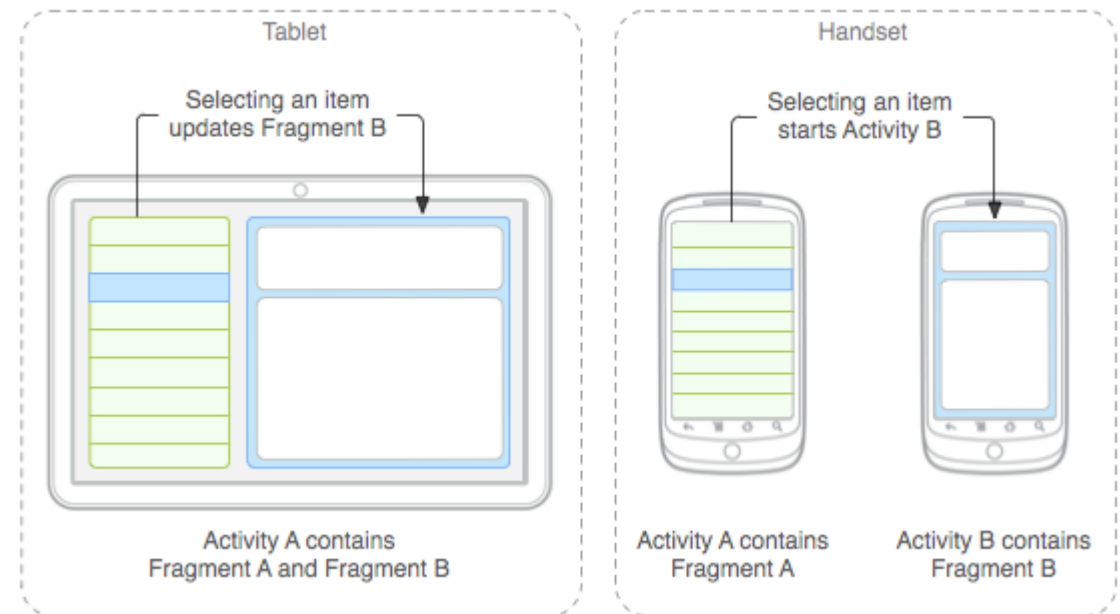 Tablet
Selecting an item
updates Fragment B
Activity A contains
Fragment A and Fragment B
Handset
Selecting an item
starts Activity B
Activity A contains
Fragment A
Activity B contains
Fragment B